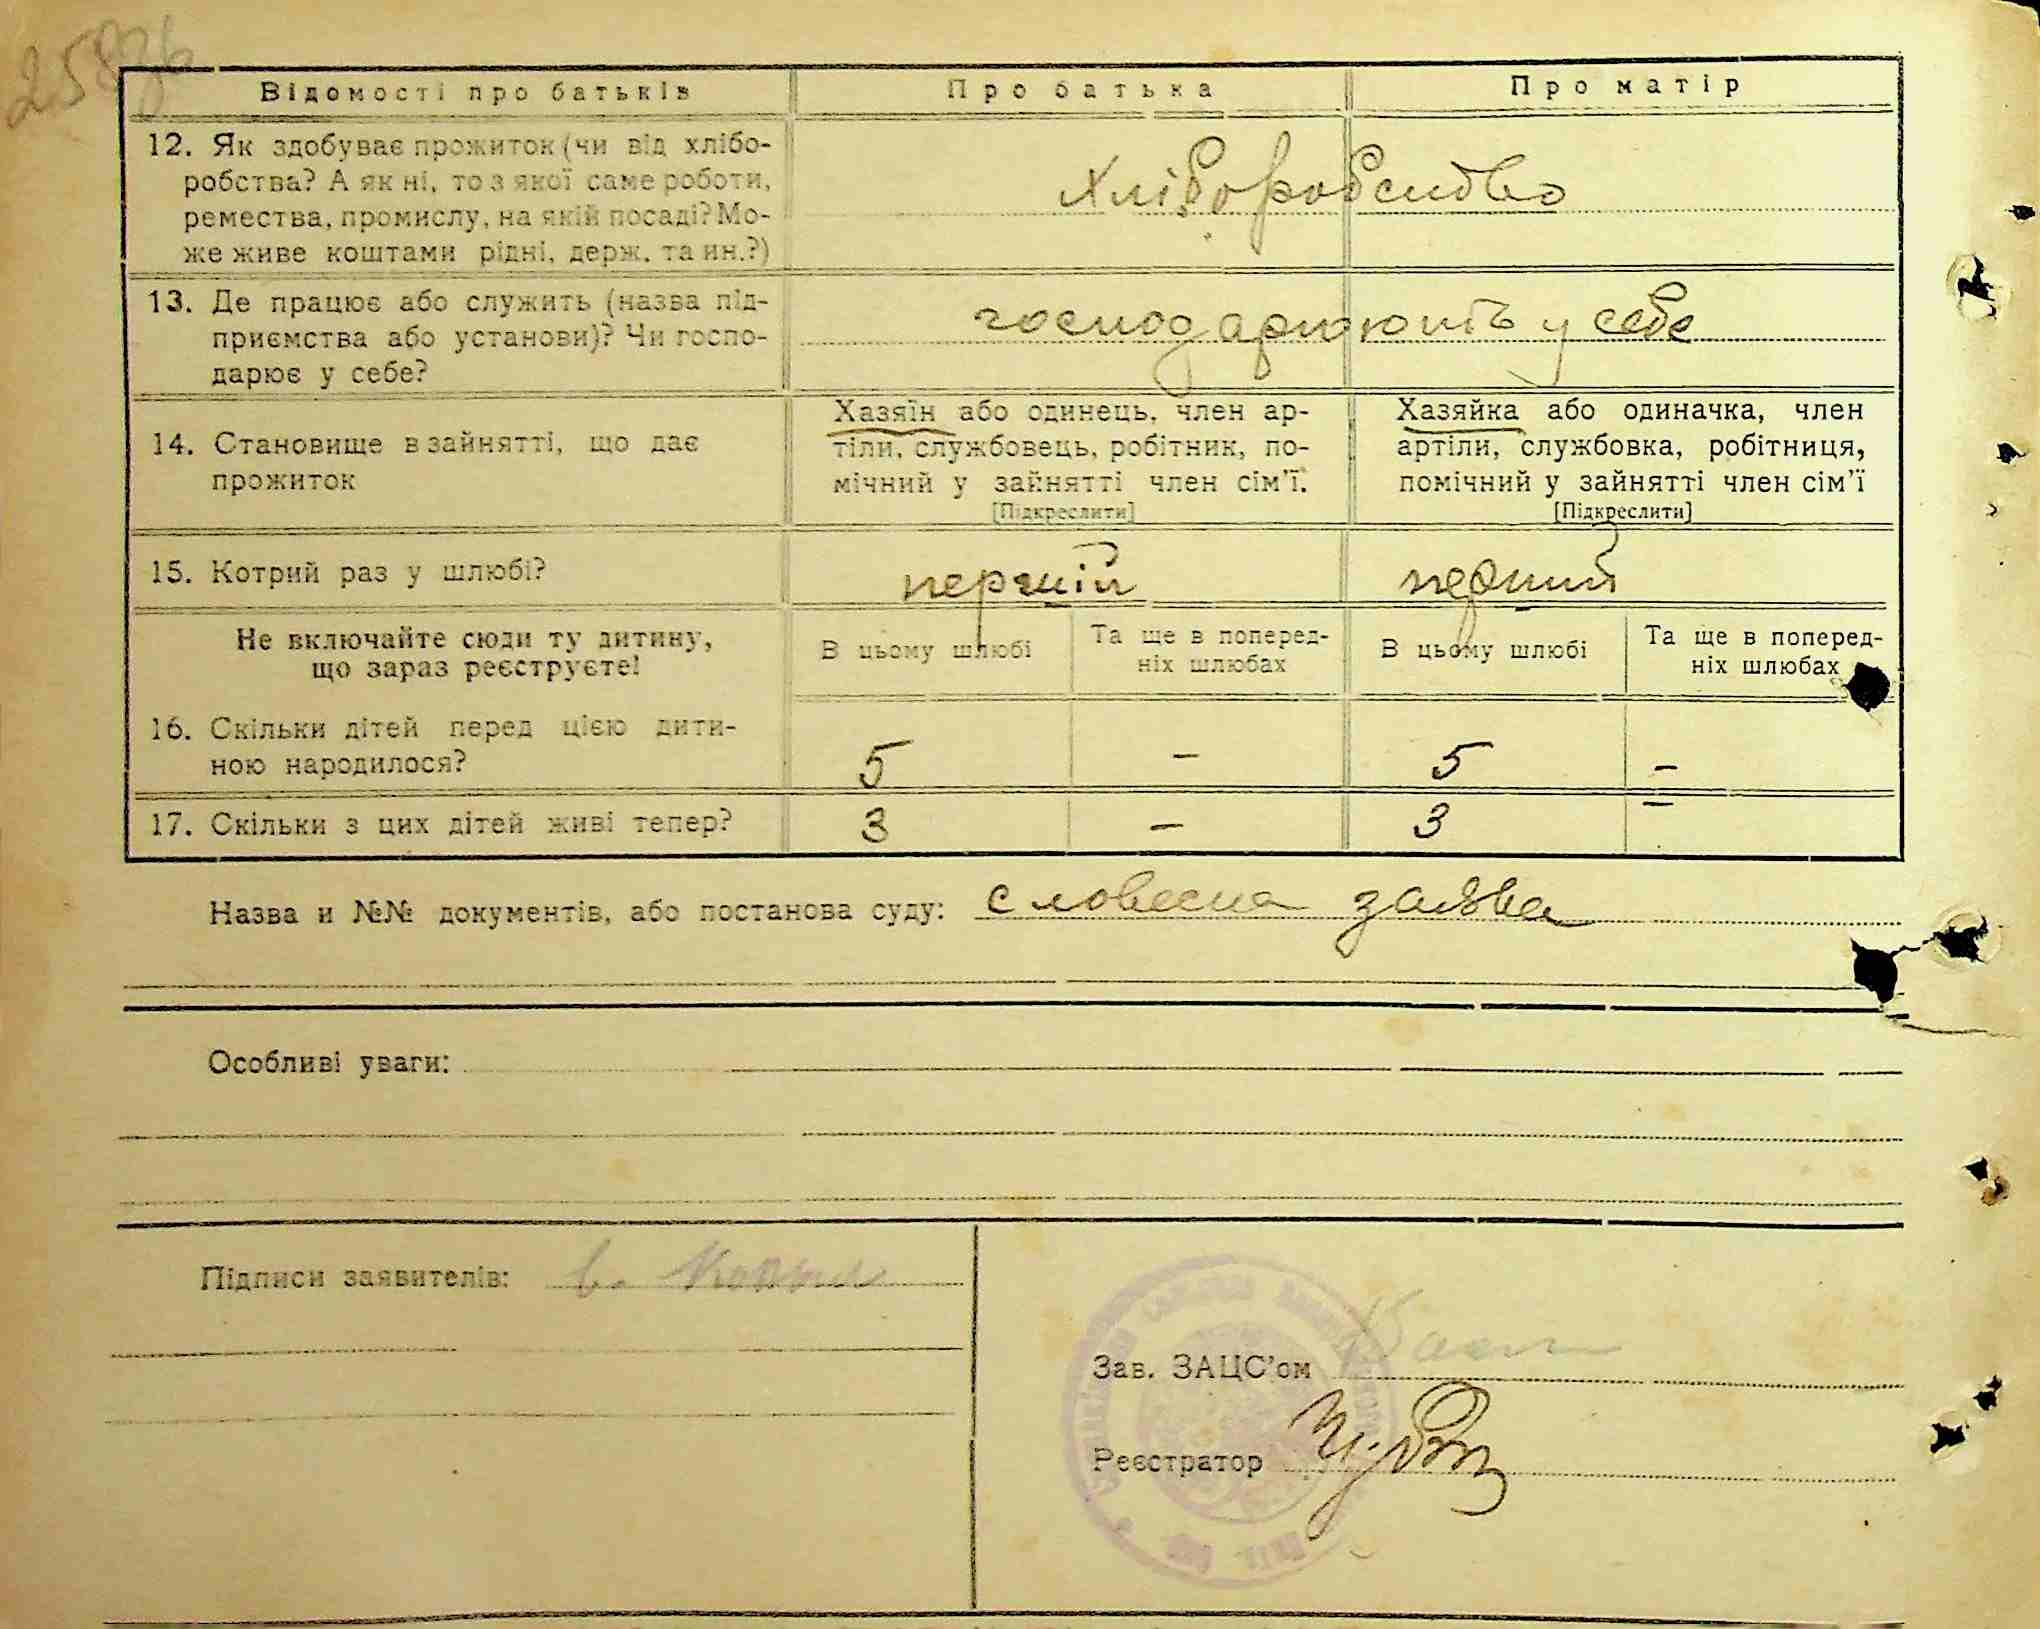 Відомості про батьків
Про батька
Про матір
12. Як здобуває прожиток (чи від хлібо-
робства? А як ні, то з якої саме роботи,
ремества, промислу, на якій посаді? Мо-
же живе коштами рідні, держ. та ин.?)
хліборобство
13. Де працює або служить (назва під-
приємства або установи)? Чи госпо-
дарює у себе?
господарюють у себе
14. Становище в зайнятті, що дає
прожиток
Хазяїн або одинець, член ар-
тіли, службовець, робітник, по-
мічний у зайнятті член сім'ї.
[Підкреслити]
Хазяйка або одиначка, член
артіли, службовка, робітниця,
помічний у зайнятті член сім'ї
[Підкреслити]
15. Котрий раз у шлюбі?
перший
перший
Не включайте сюди ту дитину,
що зараз реєструєте!
В цьому шлюбі
Та ще в поперед-
ніх шлюбах
В цьому шлюбі
Та ще в поперед-
ніх шлюбах
16. Скільки дітей перед цією дити-
ною народилося?
5 – 5 –
17. Скільки з цих дітей живі тепер?
3 – 3 –
Назва и №№ документів, або постанова суду: словесна заява
Особливі уваги:
Підписи заявителів:
Зав. ЗАЦС'ом
Реєстратор